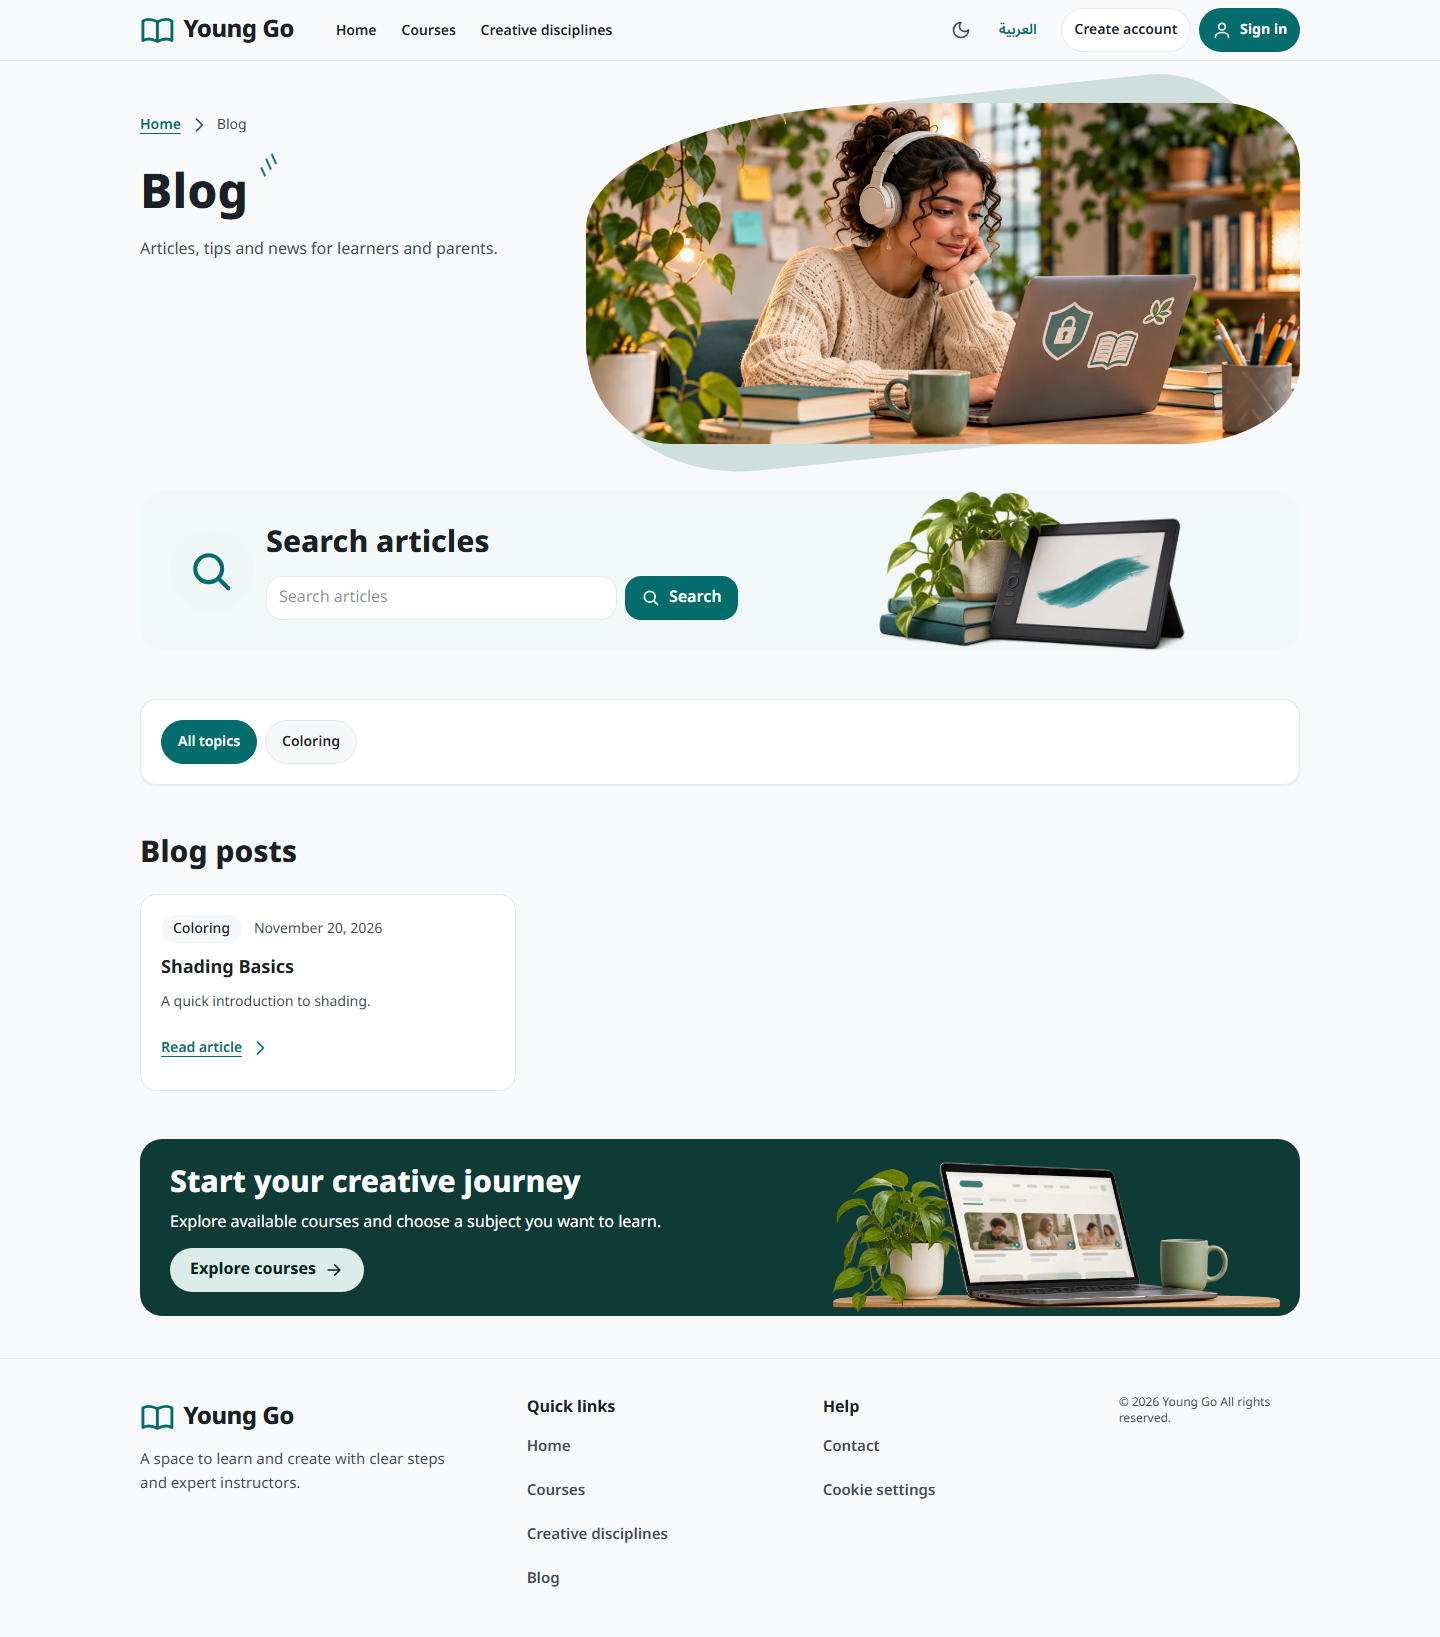 Young Go
Home
Courses
Creative disciplines
العربية
Create account
Sign in
Home
Blog
Blog
Articles, tips and news for learners and parents.
Search articles
Search articles
Search
All topics
Coloring
Blog posts
Coloring
November 20, 2026
Shading Basics
A quick introduction to shading.
Read article
Start your creative journey
Explore available courses and choose a subject you want to learn.
Explore courses
Young Go
A space to learn and create with clear steps
and expert instructors.
Quick links
Home
Courses
Creative disciplines
Blog
Help
Contact
Cookie settings
© 2026 Young Go All rights
reserved.